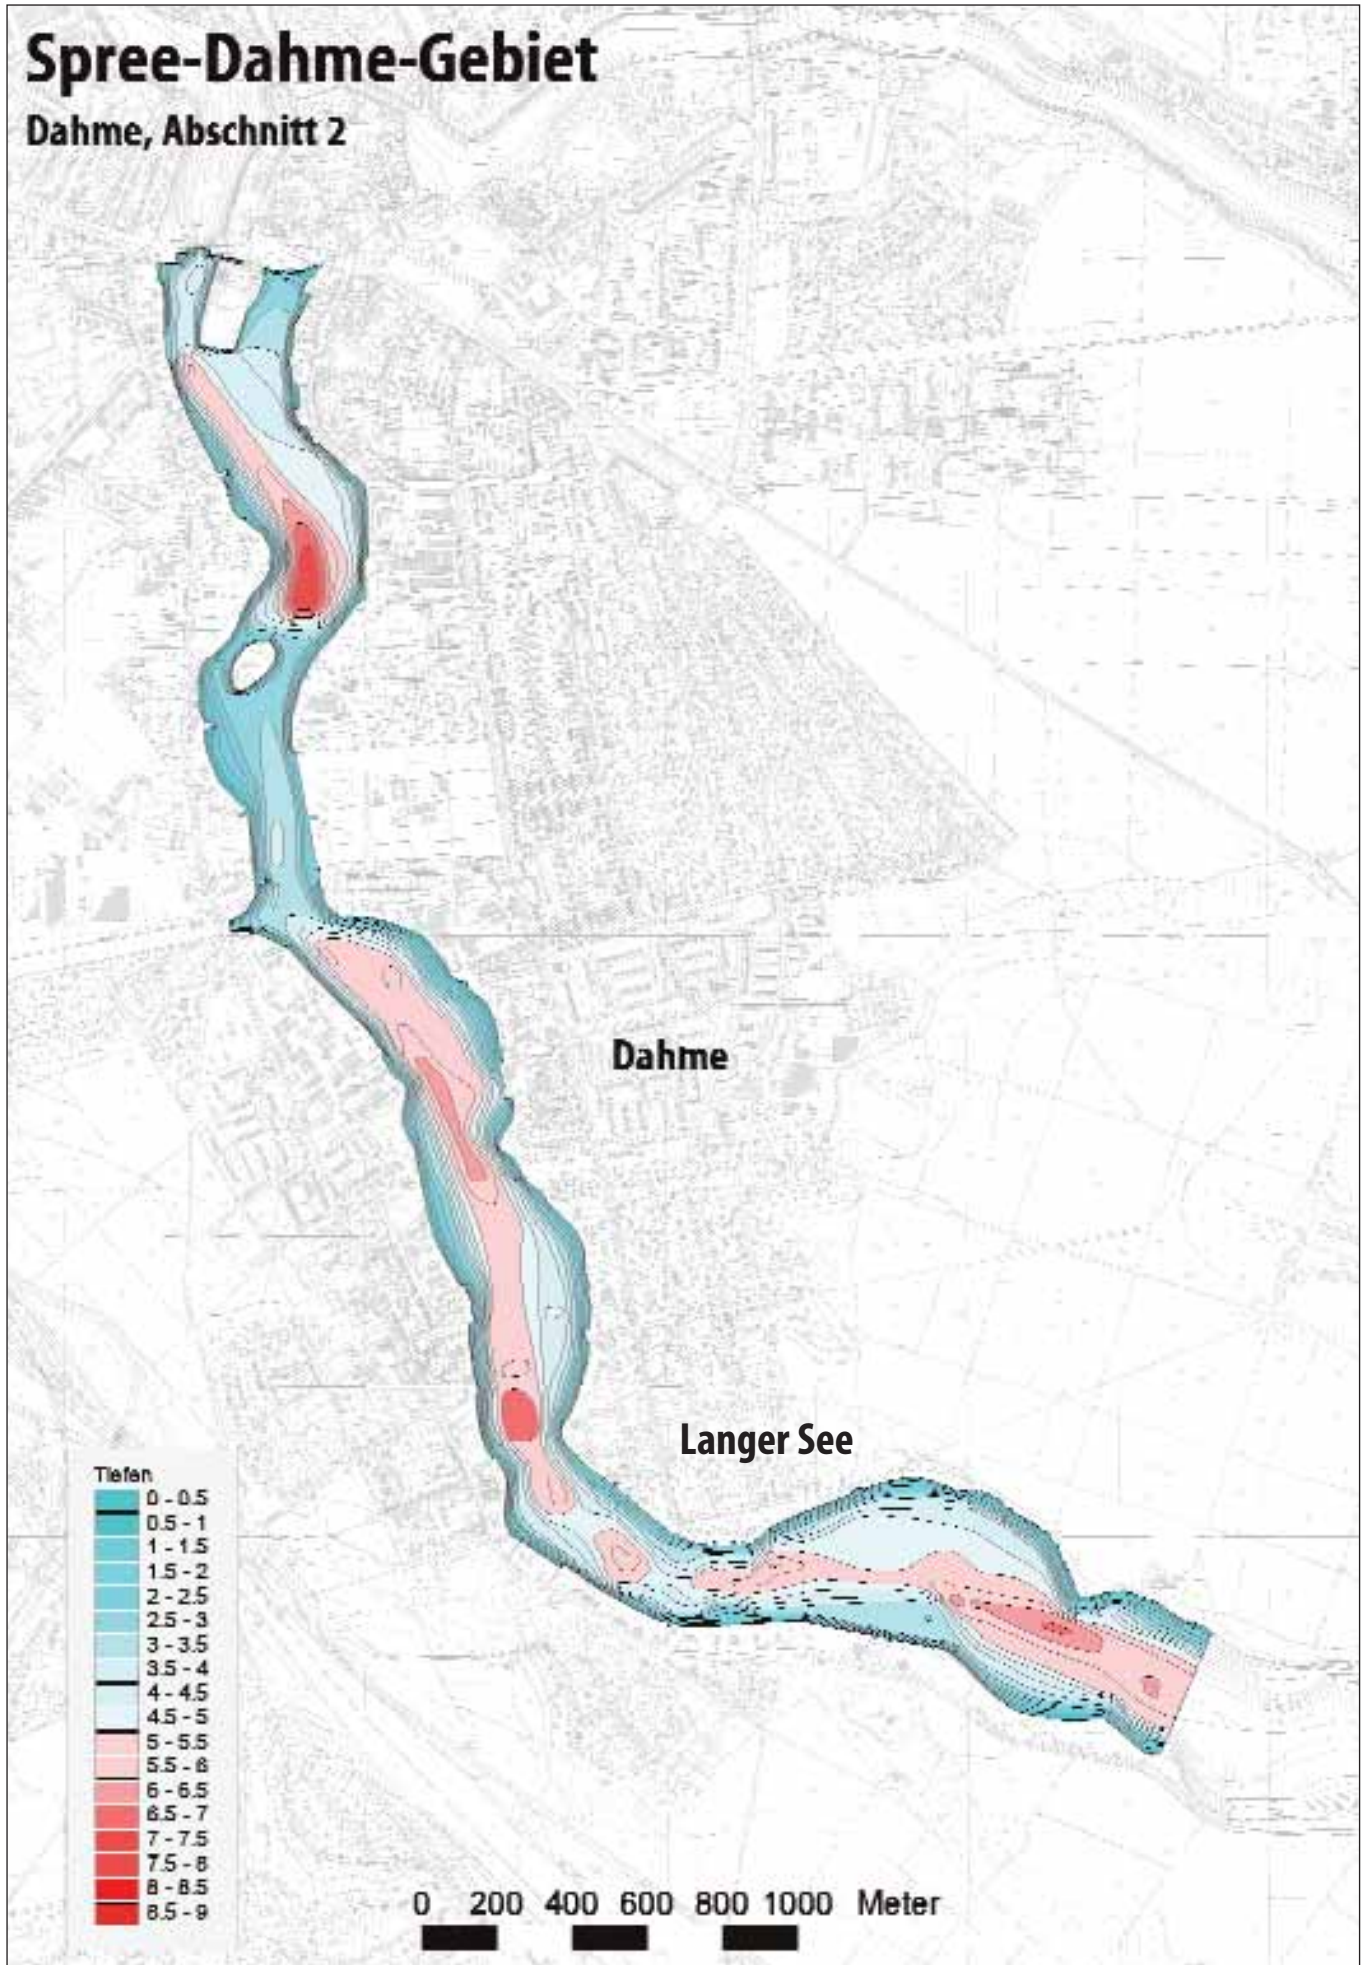 Spree-Dahme-Gebiet
Dahme, Abschnitt 2
Dahme
Langer See
Tiefen
0 - 0.5
0.5 - 1
1 - 1.5
1.5 - 2
2 - 2.5
2.5 - 3
3 - 3.5
3.5 - 4
4 - 4.5
4.5 - 5
5 - 5.5
5.5 - 6
6 - 6.5
6.5 - 7
7 - 7.5
7.5 - 8
8 - 8.5
8.5 - 9
0 200 400 600 800 1000 Meter